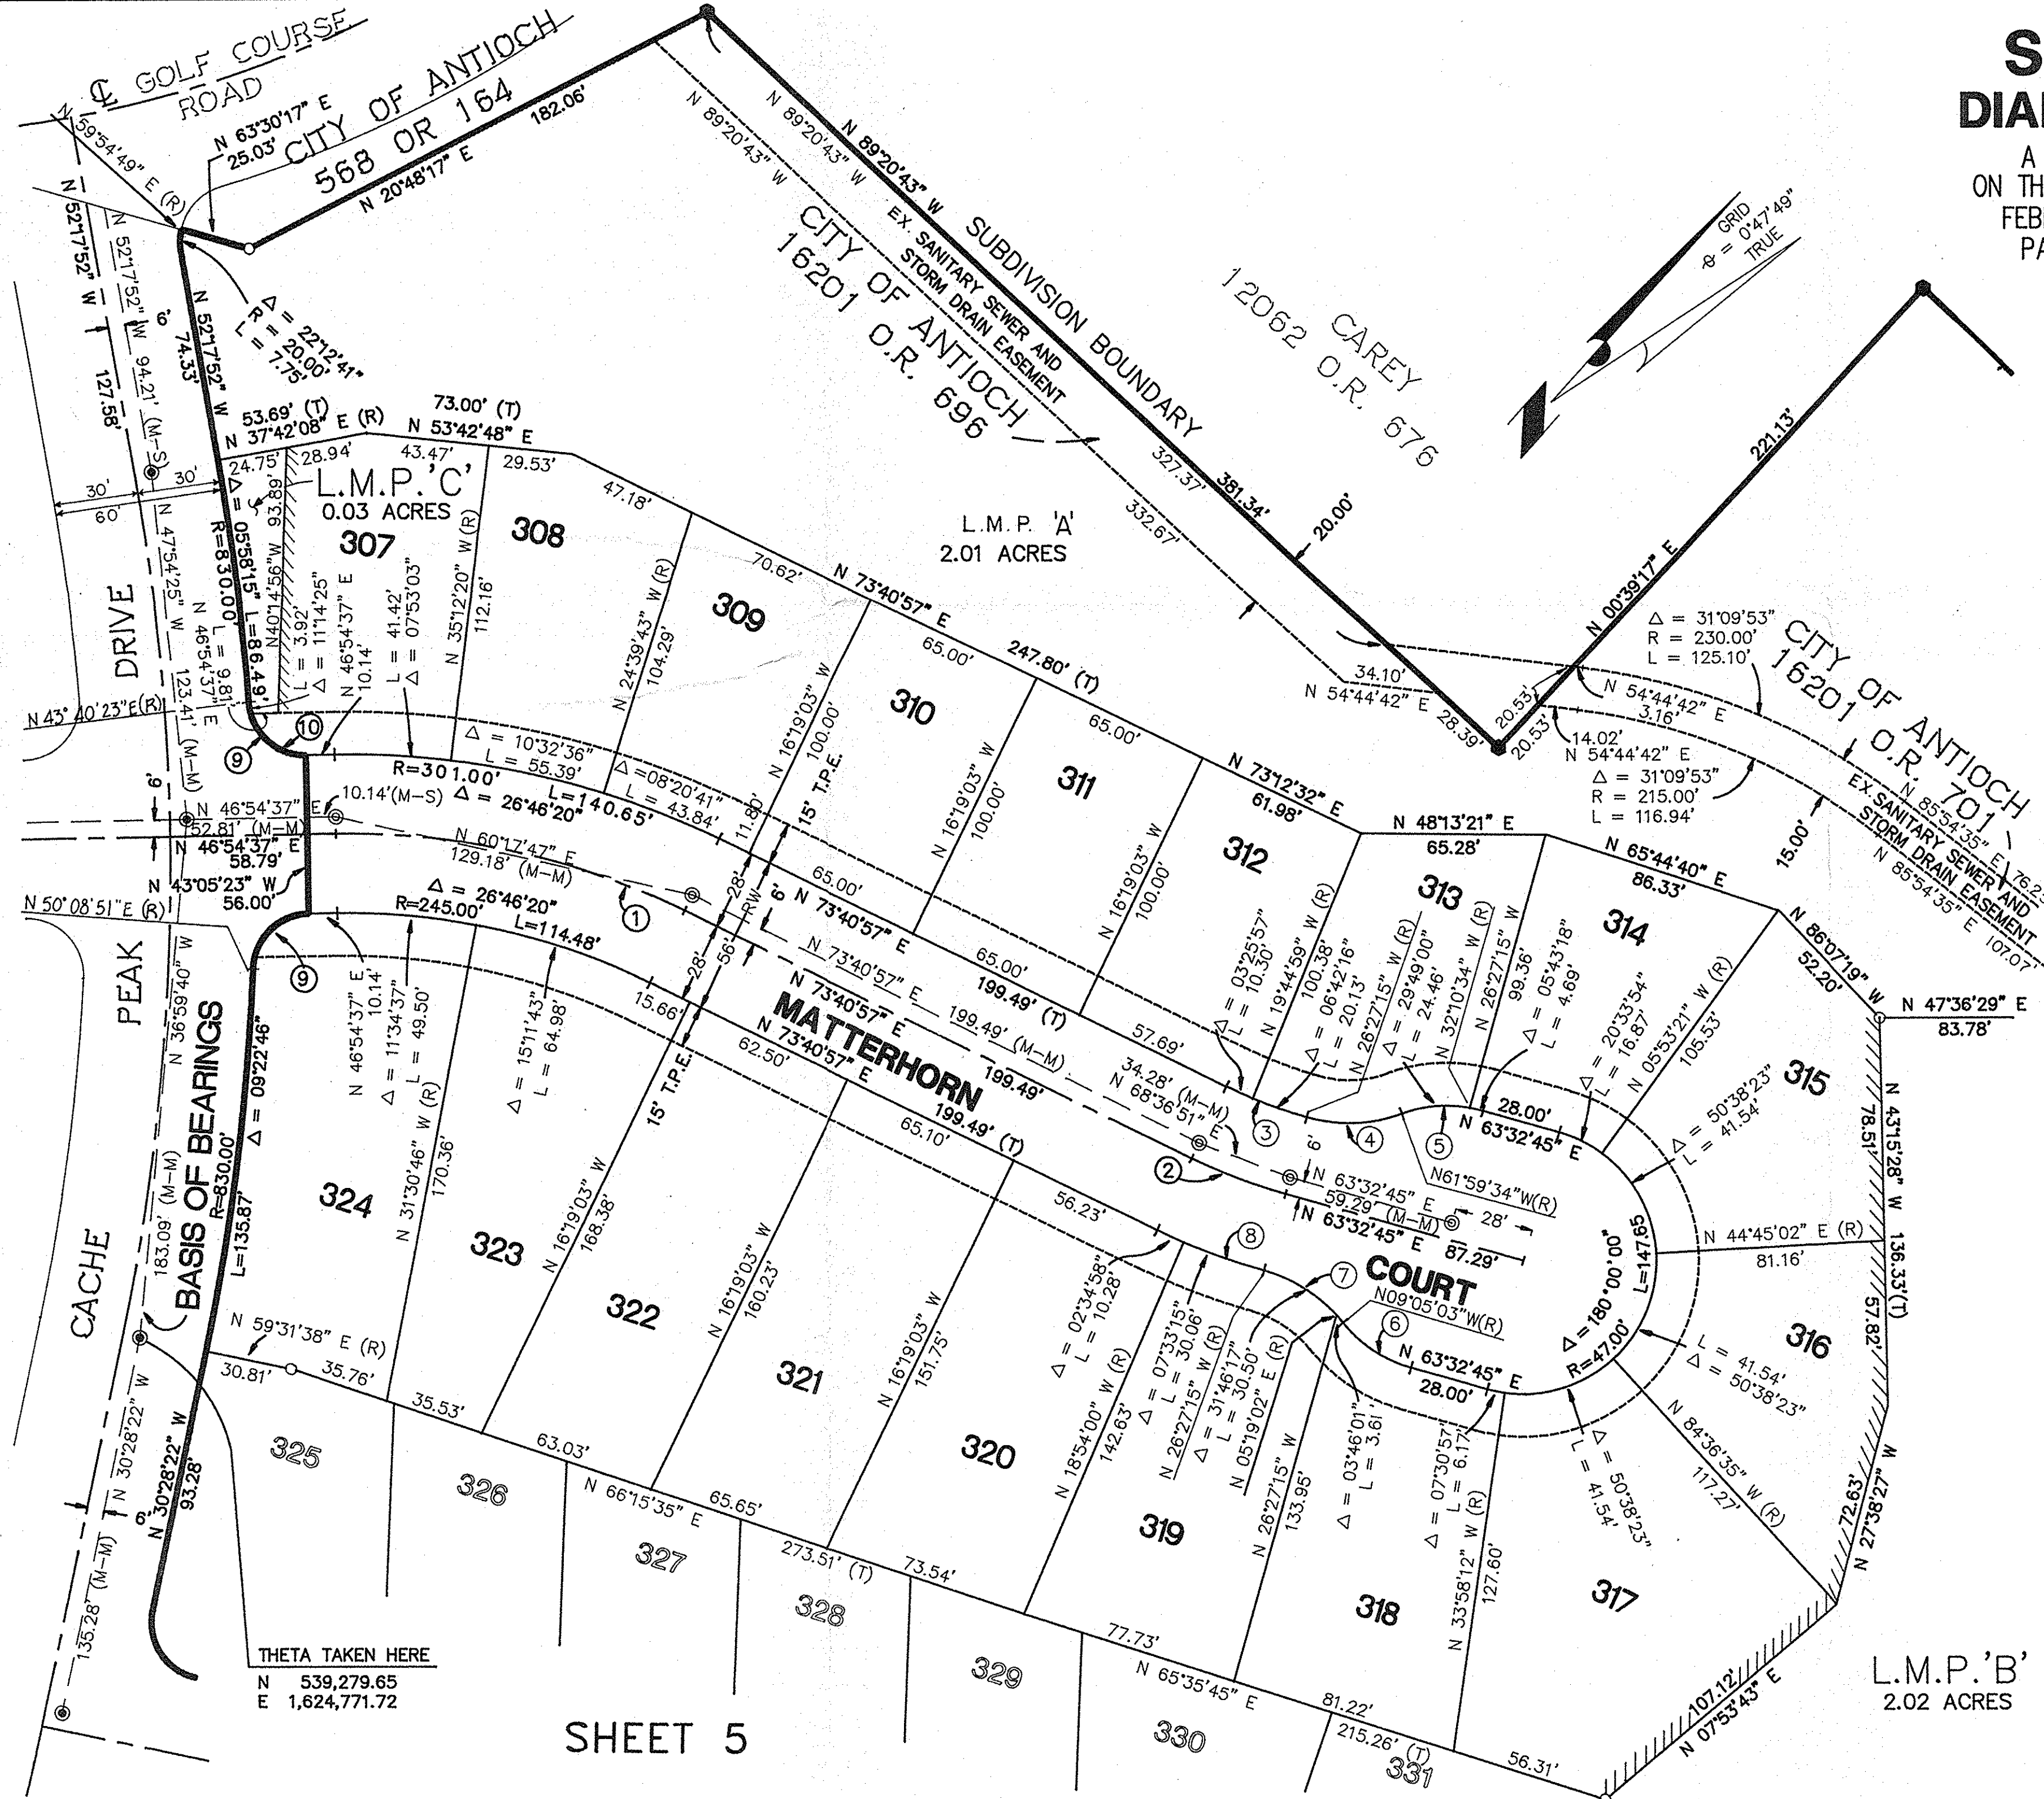 ℄ GOLF COURSE
ROAD
CITY OF ANTIOCH
568 OR 164
N 59°54'49" E (R)
N 63°30'17" E
25.03'
N 20°48'17" E
182.06'
N 89°20'43" W
N 89°20'43" W
N 89°20'43" W
SUBDIVISION BOUNDARY
EX. SANITARY SEWER AND
STORM DRAIN EASEMENT
CITY OF ANTIOCH
16201 O.R. 696
CAREY
12062 O.R. 676
GRID
θ = 0°47'49"
TRUE
S
DIA
A
ON TH
FEB
PA
327.37'
381.34'
332.67'
20.00'
221.13'
N 00°39'17" E
34.10'
N 54°44'42" E
28.39'
20.53'
20.53'
Δ = 31°09'53"
R = 230.00'
L = 125.10'
N 54°44'42" E
3.16'
14.02'
N 54°44'42" E
Δ = 31°09'53"
R = 215.00'
L = 116.94'
CITY OF ANTIOCH
16201 O.R. 701
N 85°54'35" E
EX.SANITARY SEWER AND
STORM DRAIN EASEMENT
N 85°54'35" E 107.07'
15.00'
N 52°17'52" W
127.58'
N 52°17'52" W 94.21' (M-S)
6'
N 52°17'52" W
74.33'
Δ = 22°12'41"
R = 20.00'
L = 7.75'
30'
30'
60'
53.69' (T)
N 37°42'08" E (R)
73.00' (T)
N 53°42'48" E
24.75'
28.94'
43.47'
29.53'
47.18'
L.M.P. 'C'
0.03 ACRES
307
308
L.M.P. 'A'
2.01 ACRES
N40°14'56"W 93.89'
Δ = 05°58'15" L=86.49'
R=830.00'
L = 3.92'
Δ = 11°14'25"
N 46°54'37" E
10.14'
L = 41.42'
Δ = 07°53'03"
N 35°12'20" W (R)
112.16'
N 24°39'43" W (R)
104.29'
309
70.62'
N 73°40'57" E
65.00'
247.80' (T)
65.00'
310
311
312
N 16°19'03" W
100.00'
N 16°19'03" W
100.00'
N 16°19'03" W
100.00'
N 73°12'32" E
61.98'
N 48°13'21" E
65.28'
313
N 65°44'40" E
86.33'
314
N 86°07'19" W
52.20'
N 47°36'29" E
83.78'
315
DRIVE
N 47°54'25" W 123.41' (M-M)
N 46°54'37" E
L = 9.81'
N 43°40'23"E(R)
9
10
6'
Δ = 10°32'36"
L = 55.39'
Δ =08°20'41"
L = 43.84'
R=301.00'
L=140.65'
Δ = 26°46'20"
10.14'(M-S)
11.80'
15' T.P.E.
N 46°54'37" E
52.81' (M-M)
N 46°54'37" E
58.79'
N 43°05'23" W
56.00'
N 60°17'47" E
129.18' (M-M)
1
28'
RW
56'
28'
6'
N 50°08'51"E (R)
PEAK
9
Δ = 26°46'20"
R=245.00'
L=114.48'
N 36°59'40" W
183.09' (M-M)
N 46°54'37" E
10.14'
Δ = 11°34'37"
L = 49.50'
Δ = 15°11'43"
L = 64.98'
15.66'
65.00'
N 73°40'57" E
65.00'
199.49' (T)
57.69'
N 73°40'57" E
199.49' (M-M)
N 73°40'57" E
199.49'
MATTERHORN
N 73°40'57" E
62.50'
199.49' (T)
65.10'
15' T.P.E.
34.28' (M-M)
N 68°36'51" E
2
Δ = 03°25'57"
L = 10.30'
N 19°44'59" W (R)
100.38'
Δ = 06°42'16"
L = 20.13'
N 26°27'15" W (R)
Δ = 29°49'00"
L = 24.46'
N 32°10'34" W (R)
N 26°27'15" W
99.36'
Δ = 05°43'18"
L = 4.69'
Δ = 20°33'54"
L = 16.87'
N 05°53'21" W (R)
105.53'
3
4
5
28.00'
N 63°32'45" E
Δ = 50°38'23"
L = 41.54'
N 43°15'28" W 136.33'(T)
78.51'
57.82'
N61°59'34"W(R)
6'
N 63°32'45" E
59.29' (M-M)
28'
N 63°32'45" E
87.29'
N 44°45'02" E (R)
81.16'
L=147.65'
Δ = 180°00'00"
R=47.00'
L = 41.54'
Δ = 50°38'23"
316
BASIS OF BEARINGS
Δ = 09°22'46"
R=830.00'
L=135.87'
CACHE
324
N 31°30'46" W (R)
170.36'
323
N 16°19'03" W
168.38'
322
N 16°19'03" W
160.23'
321
N 16°19'03" W
151.75'
56.23'
8
7
COURT
N09°05'03"W(R)
6
N 63°32'45" E
28.00'
Δ = 02°34'58"
L = 10.28'
N 18°54'00" W (R)
142.63'
Δ = 07°33'15"
L = 30.06'
N 26°27'15" W (R)
Δ = 31°46'17"
L = 30.50'
N 05°19'02" E (R)
N 26°27'15" W
133.95'
Δ = 03°46'01"
L = 3.61'
Δ = 07°30'57"
L = 6.17'
N 33°58'12" W (R)
127.60'
Δ = 50°38'23"
L = 41.54'
N 84°36'35" W (R)
117.27'
320
319
318
317
N 27°38'27" W
72.63'
107.12'
N 07°53'43" E
L.M.P.'B'
2.02 ACRES
N 59°31'38" E (R)
30.81'
35.76'
35.53'
63.03'
N 66°15'35" E
65.65'
273.51' (T)
73.54'
77.73'
N 65°35'45" E
81.22'
215.26' (T)
56.31'
N 30°28'22" W
N 30°28'22" W
93.28'
6'
135.28' (M-M)
325
326
327
328
329
330
331
THETA TAKEN HERE
N 539,279.65
E 1,624,771.72
SHEET 5